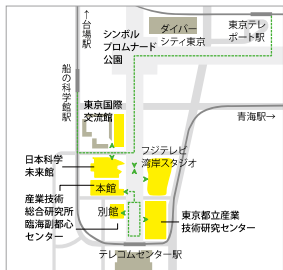 ←台場駅
シンボル
プロムナード
公園
ダイバー
シティ東京
東京テレ
ポート駅
船の科学館駅
東京国際
交流館
青海駅→
フジテレビ
湾岸スタジオ
日本科学
未来館
本館
産業技術
総合研究所
臨海副都心
センター
別館
東京都立産業
技術研究センター
テレコムセンター駅